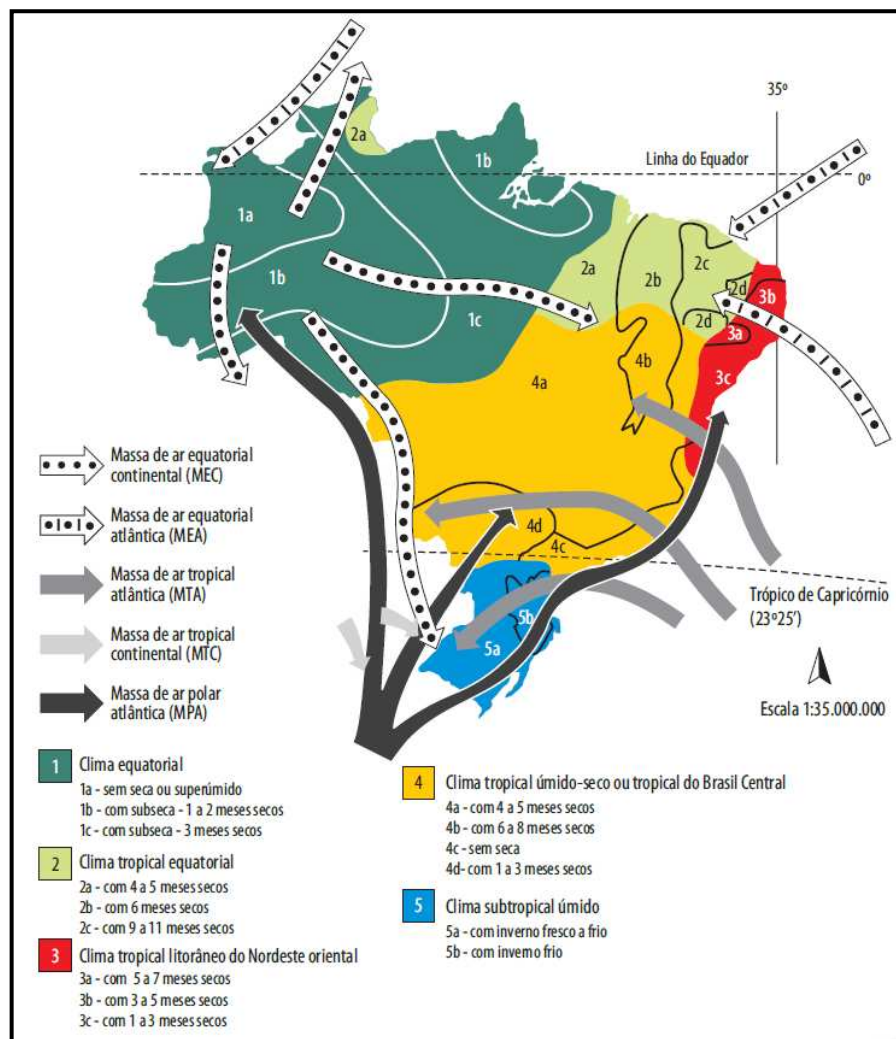 35º
Linha do Equador
0º
2a
1b
1a
1b
1c
2a
2b
2c
2d
2d
3b
3a
3c
4a
4b
4d
4c
5b
5a
Trópico de Capricórnio
(23º25’)
Escala 1:35.000.000
Massa de ar equatorial
continental (MEC)
Massa de ar equatorial
atlântica (MEA)
Massa de ar tropical
atlântica (MTA)
Massa de ar tropical
continental (MTC)
Massa de ar polar
atlântica (MPA)
1 Clima equatorial
1a - sem seca ou superúmido
1b - com subseca - 1 a 2 meses secos
1c - com subseca - 3 meses secos
2 Clima tropical equatorial
2a - com 4 a 5 meses secos
2b - com 6 meses secos
2c - com 9 a 11 meses secos
3 Clima tropical litorâneo do Nordeste oriental
3a - com 5 a 7 meses secos
3b - com 3 a 5 meses secos
3c - com 1 a 3 meses secos
4 Clima tropical úmido-seco ou tropical do Brasil Central
4a - com 4 a 5 meses secos
4b - com 6 a 8 meses secos
4c - sem seca
4d- com 1 a 3 meses secos
5 Clima subtropical úmido
5a - com inverno fresco a frio
5b - com inverno frio